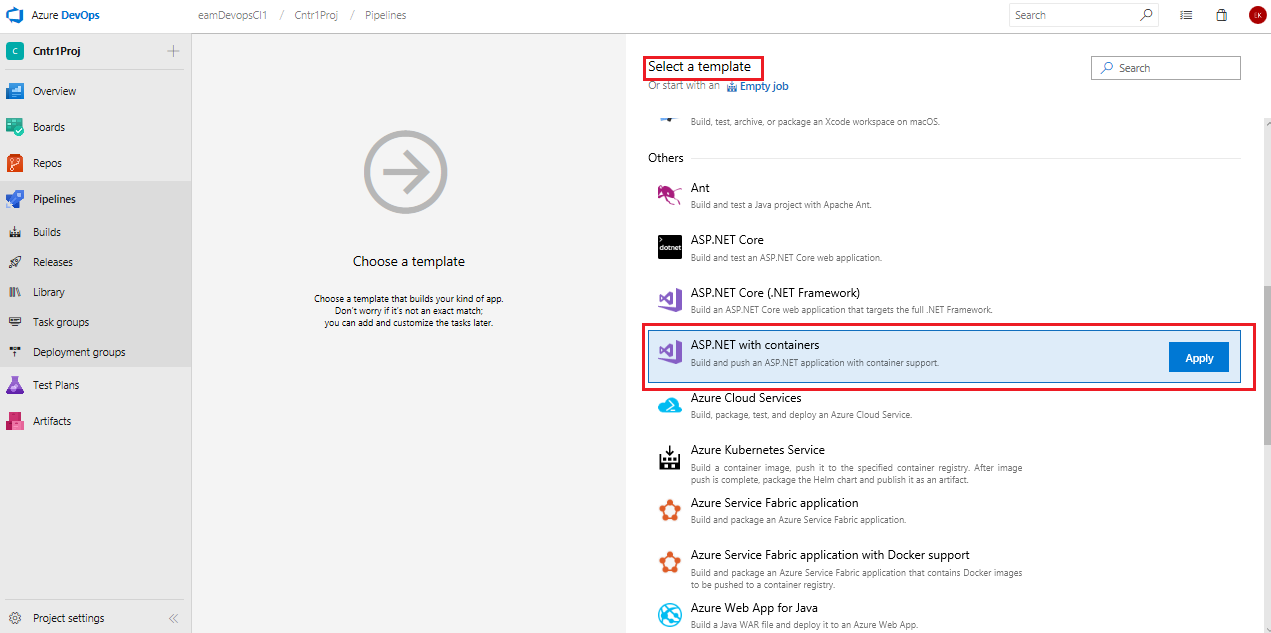 Azure DevOps
eamDevopsCI1 / Cntr1Proj / Pipelines
Search
EK
C Cntr1Proj
Overview
Boards
Repos
Pipelines
Builds
Releases
Library
Task groups
Deployment groups
Test Plans
Artifacts
Project settings
Choose a template
Choose a template that builds your kind of app.
Don't worry if it's not an exact match;
you can add and customize the tasks later.
Select a template
Or start with an Empty job
Search
Build, test, archive, or package an Xcode workspace on macOS.
Others
Ant
Build and test a Java project with Apache Ant.
dotnet
ASP.NET Core
Build and test an ASP.NET Core web application.
ASP.NET Core (.NET Framework)
Build an ASP.NET Core web application that targets the full .NET Framework.
ASP.NET with containers
Build and push an ASP.NET application with container support.
Apply
Azure Cloud Services
Build, package, test, and deploy an Azure Cloud Service.
Azure Kubernetes Service
Build a container image, push it to the specified container registry. After image
push is complete, package the Helm chart and publish it as an artifact.
Azure Service Fabric application
Build and package an Azure Service Fabric application.
Azure Service Fabric application with Docker support
Build and package an Azure Service Fabric application that contains Docker images
to be pushed to a container registry.
Azure Web App for Java
Build a Java WAR file and deploy it to an Azure Web App.